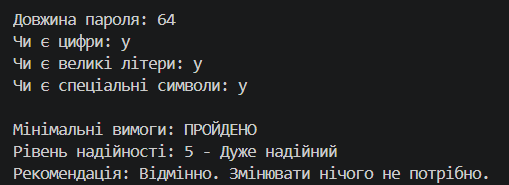 Довжина пароля: 64
Чи є цифри: y
Чи є великі літери: y
Чи є спеціальні символи: y
Мінімальні вимоги: ПРОЙДЕНО
Рівень надійності: 5 - Дуже надійний
Рекомендація: Відмінно. Змінювати нічого не потрібно.